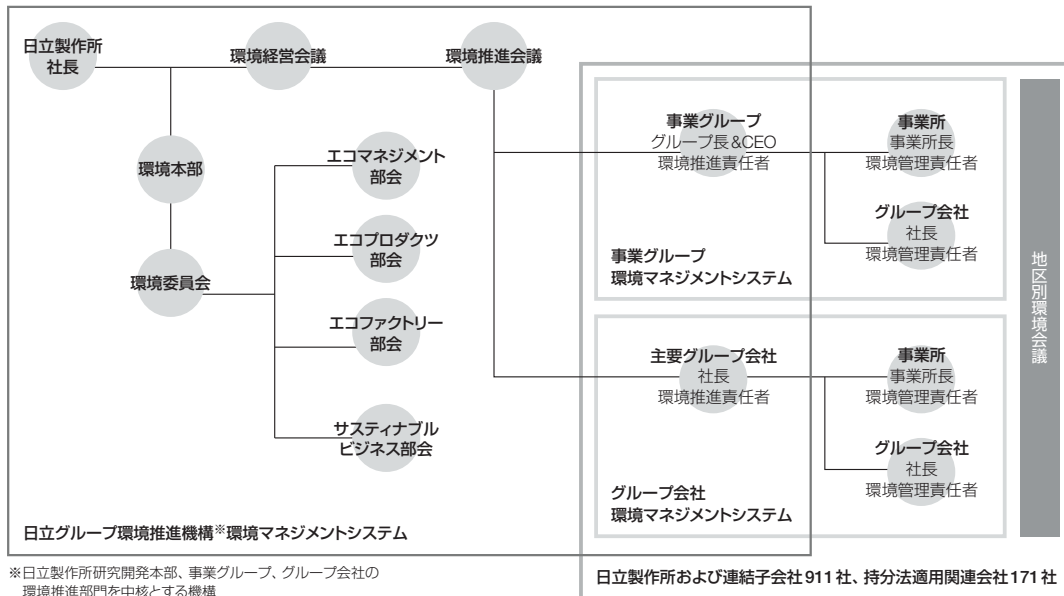 日立製作所
社長
環境経営会議
環境推進会議
環境本部
環境委員会
エコマネジメント
部会
エコプロダクツ
部会
エコファクトリー
部会
サスティナブル
ビジネス部会
日立グループ環境推進機構※環境マネジメントシステム
事業グループ
グループ長&CEO
環境推進責任者
事業所
事業所長
環境管理責任者
グループ会社
社長
環境管理責任者
事業グループ
環境マネジメントシステム
主要グループ会社
社長
環境推進責任者
事業所
事業所長
環境管理責任者
グループ会社
社長
環境管理責任者
グループ会社
環境マネジメントシステム
地区別環境会議
※日立製作所研究開発本部、事業グループ、グループ会社の
環境推進部門を中核とする機構
日立製作所および連結子会社911社、持分法適用関連会社171社